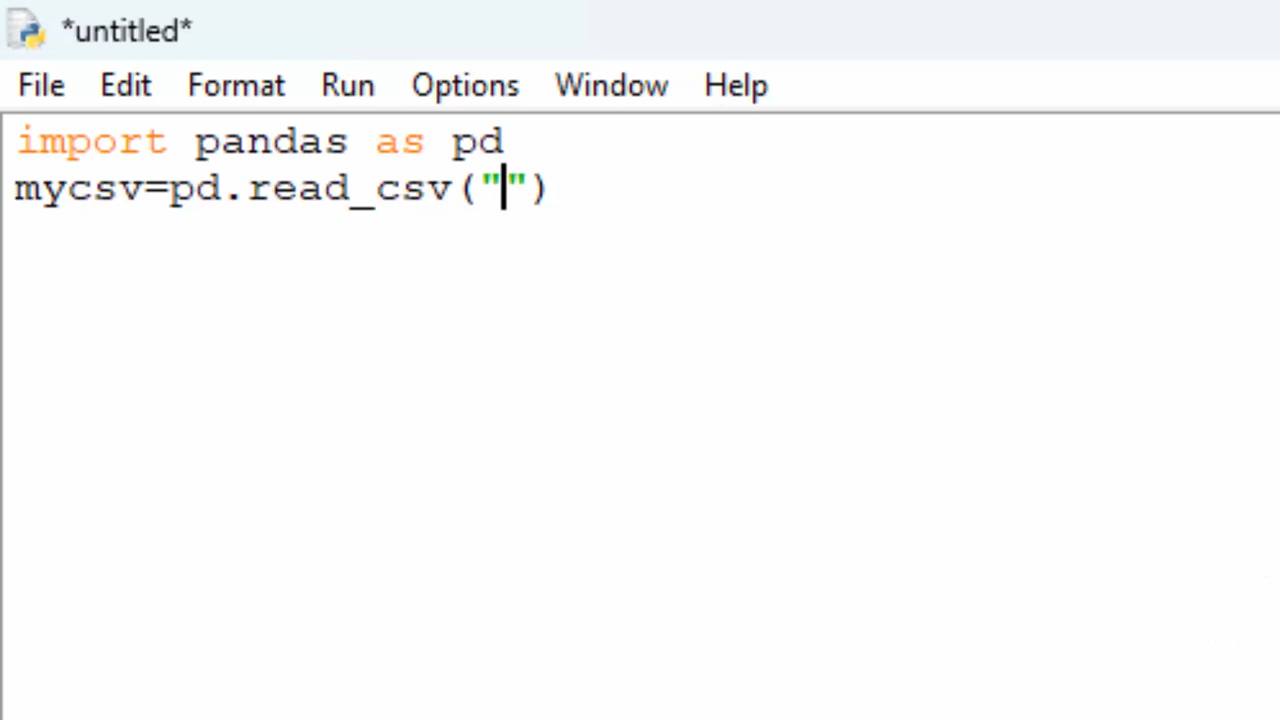 *untitled*
File Edit Format Run Options Window Help
import pandas as pd
mycsv=pd.read_csv("")